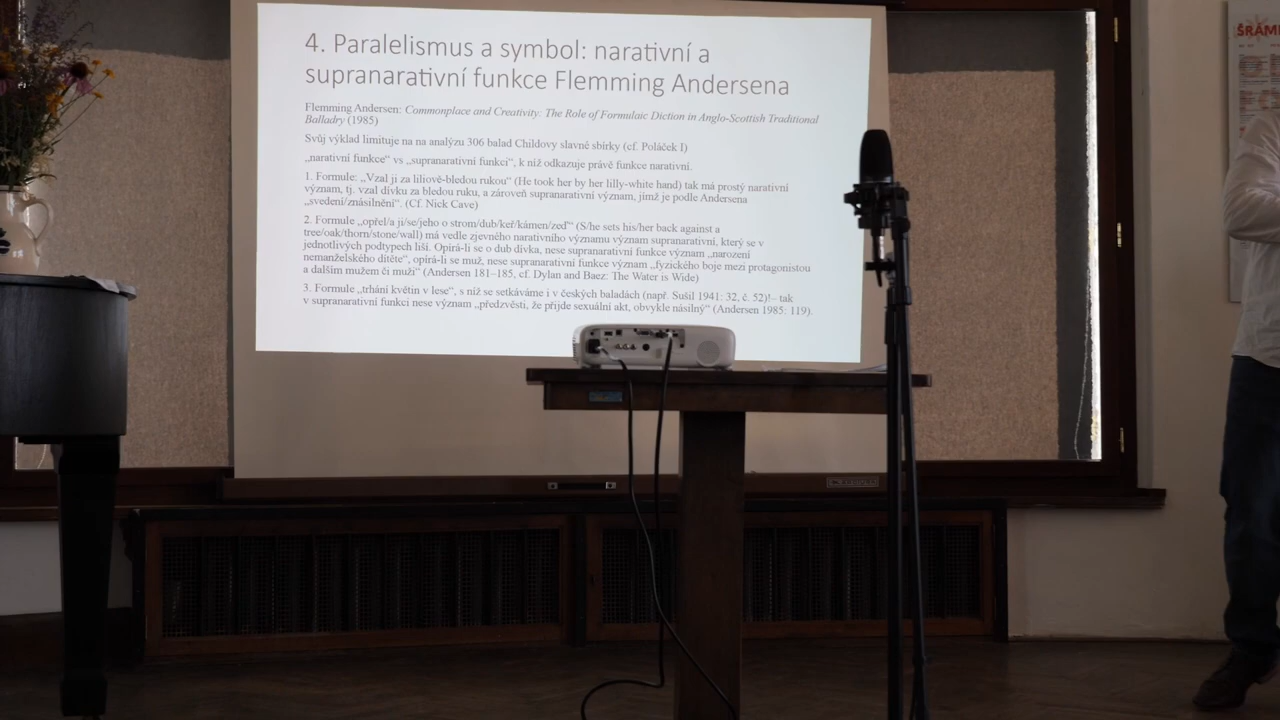 4. Paralelismus a symbol: narativní a
supranarativní funkce Flemming Andersena
Flemming Andersen: Commonplace and Creativity. The Role of Formulaic Diction in Anglo-Scottish Traditional
Balladry (1985)
Svůj výklad limituje na na analýzu 306 balad Childovy slavné sbírky (cf. Poláček I)
„narativní funkce“ vs „supranarativní funkci“, k níž odkazuje právě funkce narativní.
1. Formule: „Vzal ji za liliově-bledou rukou“ (He took her by her lilly-white hand) tak má prostý narativní
význam, tj. vzal dívku za bledou ruku, a zároveň supranarativní význam, jímž je podle Andersena
„svedení/znásilnění“. (Cf. Nick Cave)
2. Formule „opřel/a ji/se/jeho o strom/dub/keř/kámen/zeď“ (S/he sets his/her back against a
tree/oak/thorn/stone/wall) má vedle zjevného narativního významu význam supranarativní, který se v
jednotlivých podtypech liší. Opírá-li se o dub dívka, nese supranarativní funkce význam „narození
nemanželského dítěte“, opírá-li se muž, nese supranarativní funkce význam „fyzického boje mezi protagonistou
a dalším mužem či muži“ (Andersen 181–185, cf. Dylan and Baez: The Water is Wide)
3. Formule „trhání květin v lese“, s níž se setkáváme i v českých baladách (např. Sušil 1941: 32, č. 52)!– tak
v supranarativní funkci nese význam „předzvěsti, že přijde sexuální akt, obvykle násilný“ (Andersen 1985: 119).